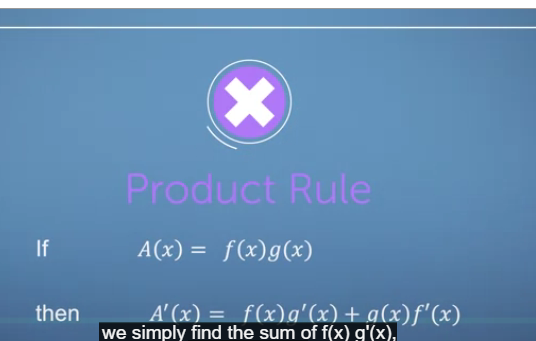 Product Rule
If A(x) = f(x)g(x)
then A′(x) = f(x)g′(x) + g(x)f′(x)
we simply find the sum of f(x) g'(x),